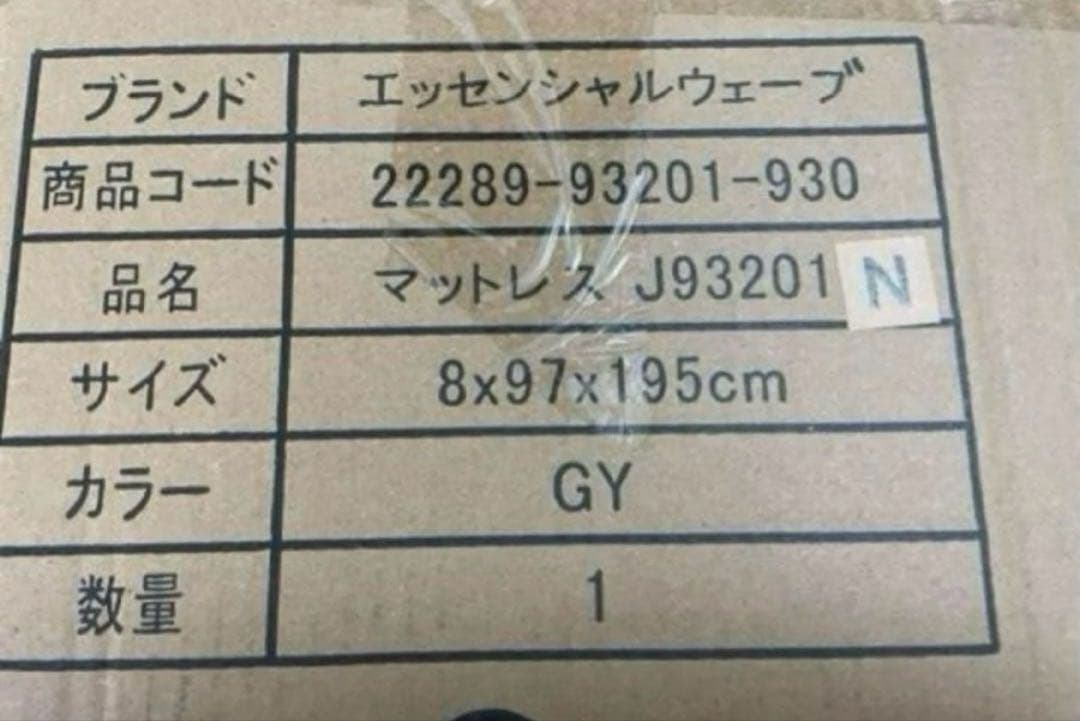 ブランド エッセンシャルウェーブ
商品コード 22289-93201-930
品名 マットレス J93201 N
サイズ 8x97x195cm
カラー GY
数量 1